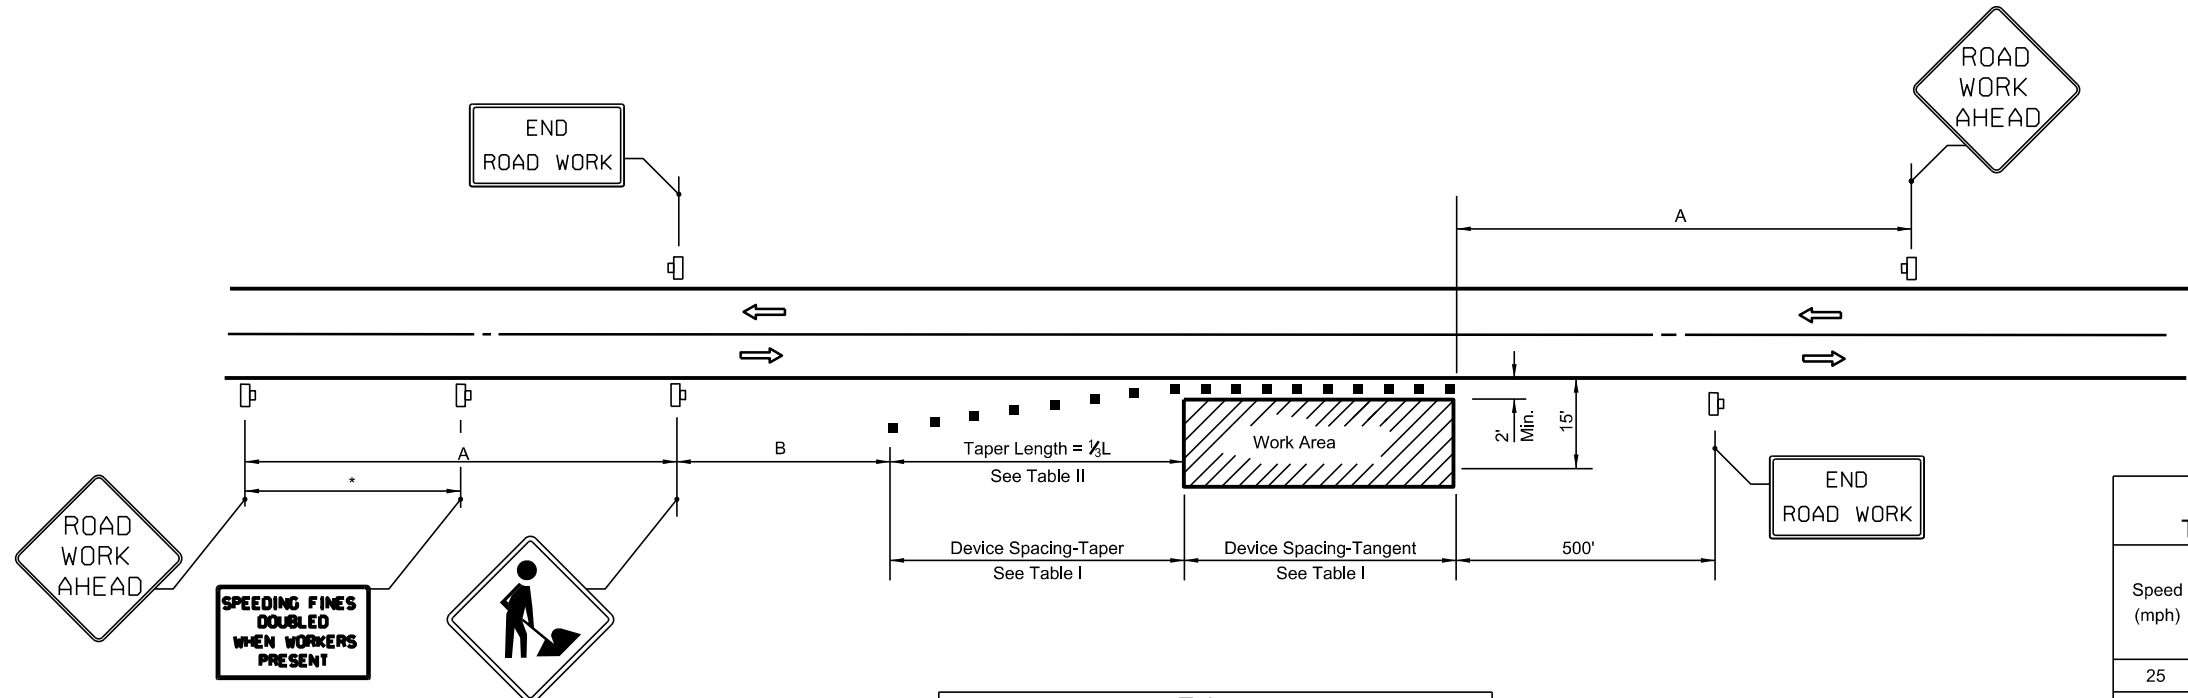 END
ROAD WORK
ROAD
WORK
AHEAD
A
A
*
B
Taper Length = ⅓L
See Table II
Work Area
2'
Min.
15'
ROAD
WORK
AHEAD
SPEEDING FINES
DOUBLED
WHEN WORKERS
PRESENT
Device Spacing-Taper
See Table I
Device Spacing-Tangent
See Table I
500'
END
ROAD WORK
Speed
(mph)
25